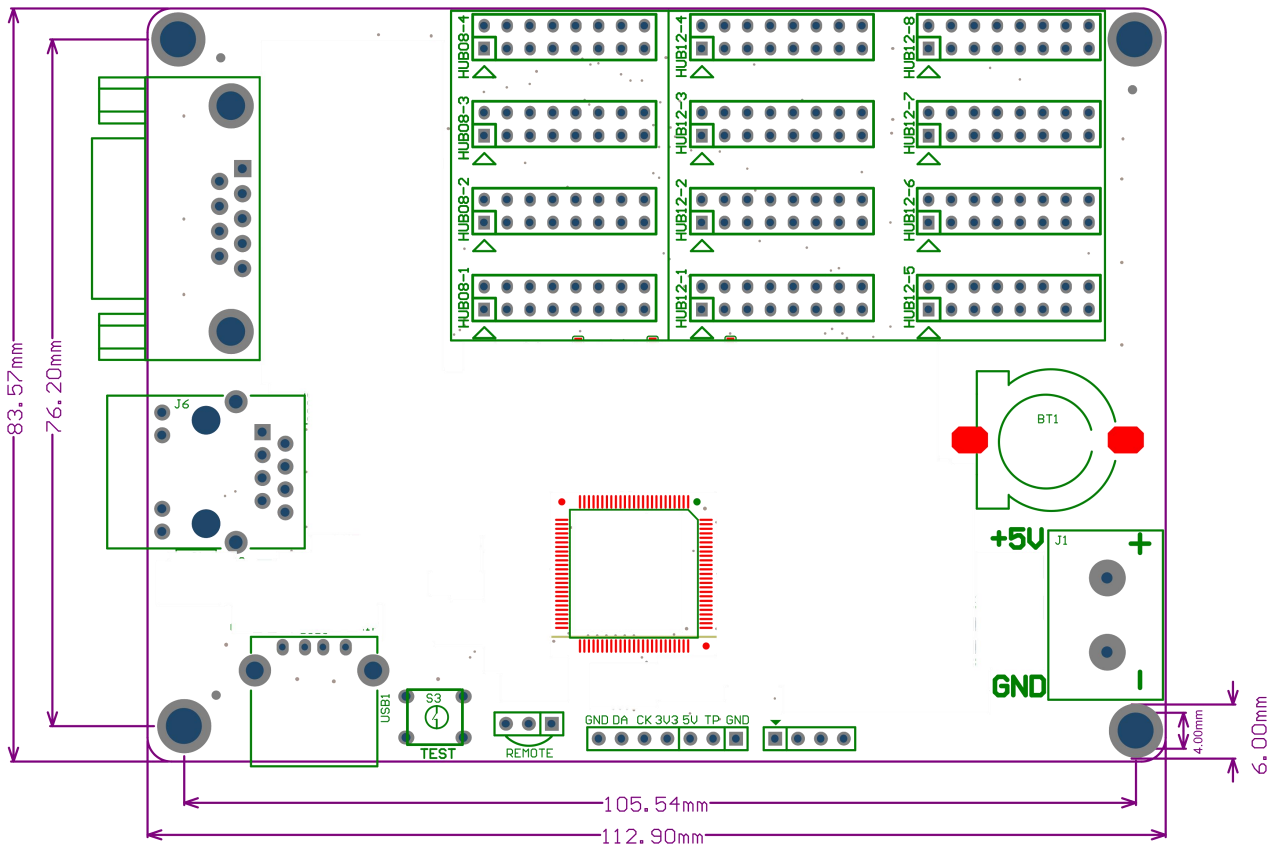 HUB08-4
HUB12-4
HUB12-8
HUB08-3
HUB12-3
HUB12-7
HUB08-2
HUB12-2
HUB12-6
HUB08-1
HUB12-1
HUB12-5
83.57mm
76.20mm
J6
BT1
+5V
J1
+
-
GND
USB1
S3
TEST
REMOTE
GND DA CK 3V3 5V TP GND
4.00mm
6.00mm
105.54mm
112.90mm